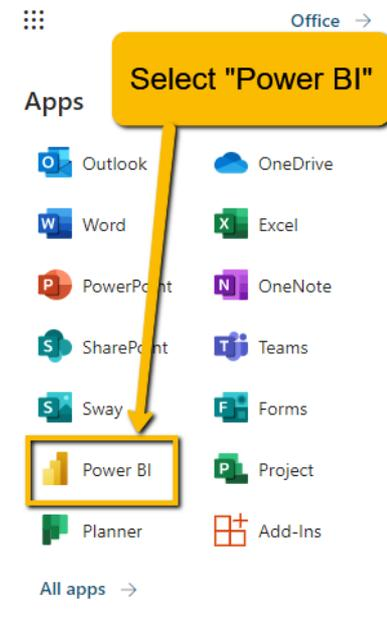 Office →
Select "Power BI"
Apps
Outlook OneDrive
Word Excel
PowerPoint OneNote
SharePoint Teams
Sway Forms
Power BI Project
Planner Add-Ins
All apps →